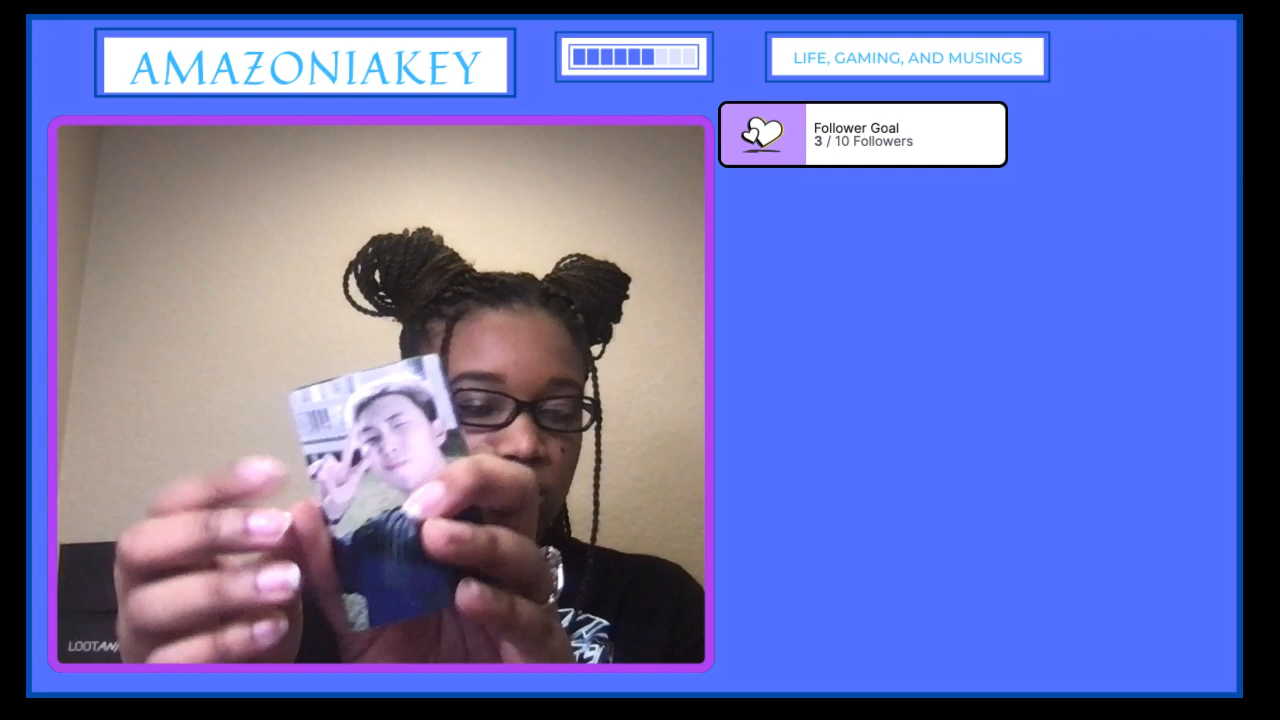 AMAZONIAKEY
LIFE, GAMING, AND MUSINGS
Follower Goal
3 / 10 Followers